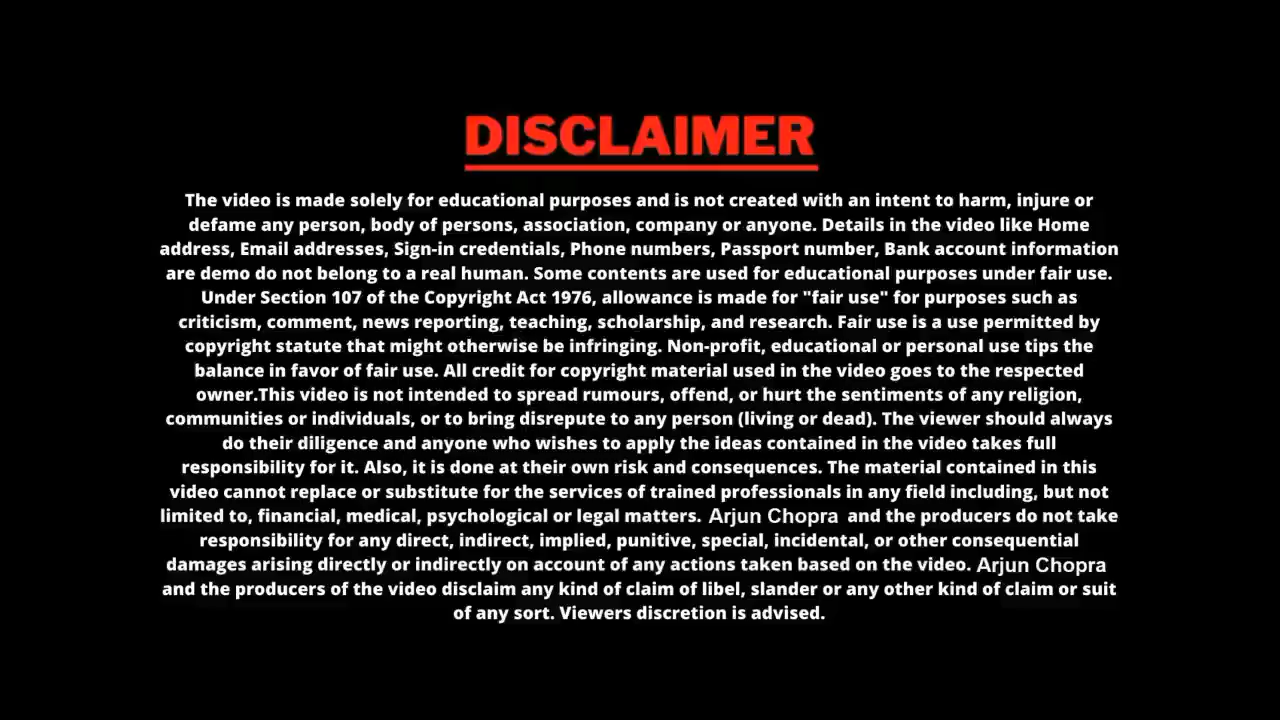 DISCLAIMER
The video is made solely for educational purposes and is not created with an intent to harm, injure or
defame any person, body of persons, association, company or anyone. Details in the video like Home
address, Email addresses, Sign-in credentials, Phone numbers, Passport number, Bank account information
are demo do not belong to a real human. Some contents are used for educational purposes under fair use.
Under Section 107 of the Copyright Act 1976, allowance is made for "fair use" for purposes such as
criticism, comment, news reporting, teaching, scholarship, and research. Fair use is a use permitted by
copyright statute that might otherwise be infringing. Non-profit, educational or personal use tips the
balance in favor of fair use. All credit for copyright material used in the video goes to the respected
owner.This video is not intended to spread rumours, offend, or hurt the sentiments of any religion,
communities or individuals, or to bring disrepute to any person (living or dead). The viewer should always
do their diligence and anyone who wishes to apply the ideas contained in the video takes full
responsibility for it. Also, it is done at their own risk and consequences. The material contained in this
video cannot replace or substitute for the services of trained professionals in any field including, but not
limited to, financial, medical, psychological or legal matters. Arjun Chopra and the producers do not take
responsibility for any direct, indirect, implied, punitive, special, incidental, or other consequential
damages arising directly or indirectly on account of any actions taken based on the video. Arjun Chopra
and the producers of the video disclaim any kind of claim of libel, slander or any other kind of claim or suit
of any sort. Viewers discretion is advised.